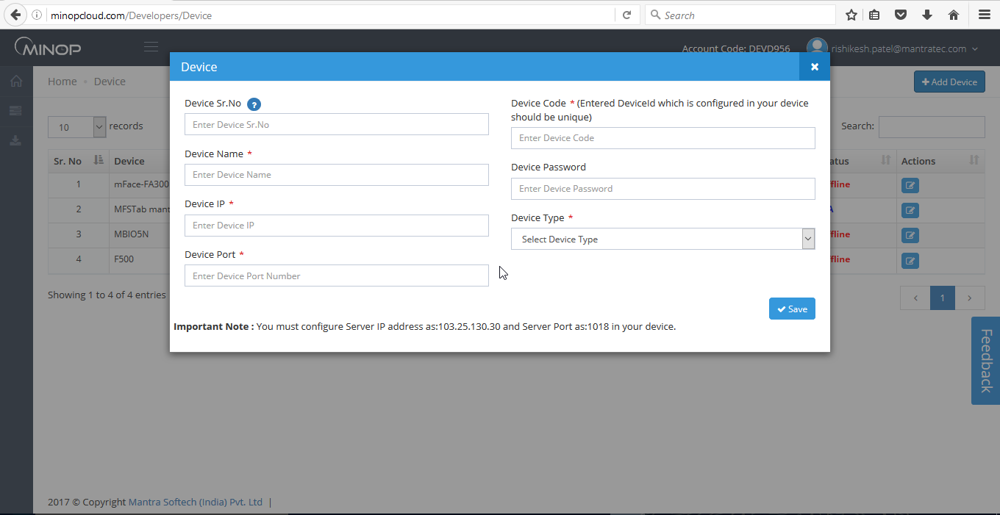 minopcloud.com/Developers/Device
Search
MINOP
Account Code: DEVD956
rishikesh.patel@mantratec.com
Home
Device
Add Device
10
records
Search:
Sr. No
Device
atus
Actions
1
mFace-FA300
fline
2
MFSTab mant
A
3
MBIO5N
fline
4
F500
fline
Showing 1 to 4 of 4 entries
1
Device
Device Sr.No ?
Enter Device Sr.No
Device Name *
Enter Device Name
Device IP *
Enter Device IP
Device Port *
Enter Device Port Number
Device Code * (Entered DeviceId which is configured in your device
should be unique)
Enter Device Code
Device Password
Enter Device Password
Device Type *
Select Device Type
Save
Important Note : You must configure Server IP address as:103.25.130.30 and Server Port as:1018 in your device.
Feedback
2017 © Copyright Mantra Softech (India) Pvt. Ltd |